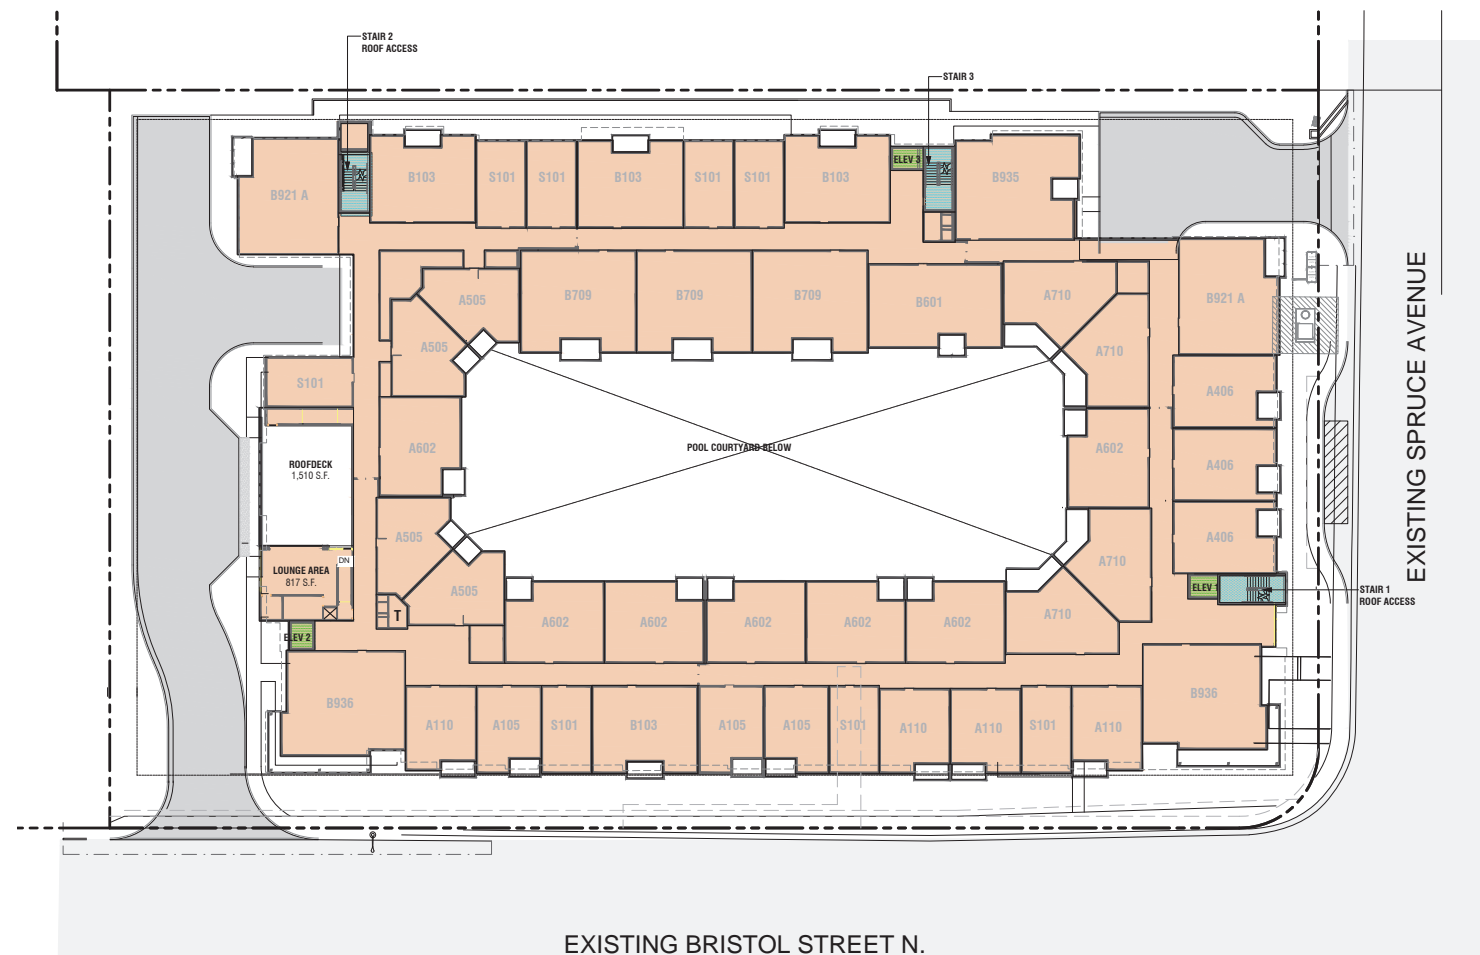 STAIR 2
ROOF ACCESS
STAIR 3
ELEV 3
B921 A
B103
S101
S101
B103
S101
S101
B103
B935
A505
B709
B709
B709
B601
A710
B921 A
A505
A710
S101
A406
A602
POOL COURTYARD BELOW
A602
ROOFDECK
1,510 S.F.
A406
A505
A406
DN
LOUNGE AREA
817 S.F.
A710
ELEV 1
STAIR 1
ROOF ACCESS
A505
T
A602
A602
A602
A602
A602
A710
ELEV 2
B936
A110
A105
S101
B103
A105
A105
S101
A110
A110
S101
A110
B936
EXISTING SPRUCE AVENUE
EXISTING BRISTOL STREET N.